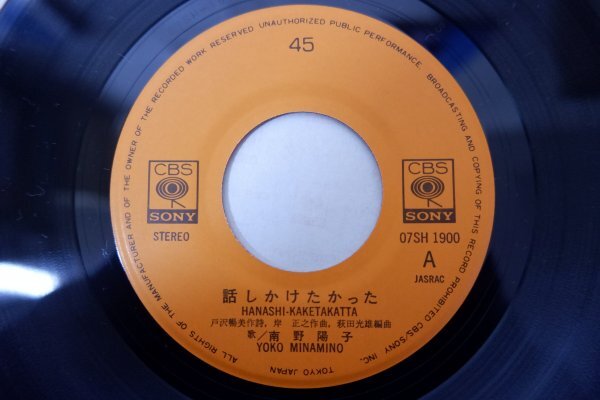 ALL RIGHTS OF THE MANUFACTURER AND OF THE OWNER OF THE RECORDED WORK RESERVED UNAUTHORIZED PUBLIC PERFORMANCE. BROADCASTING AND COPYING OF THIS RECORD PROHIBITED CBS/SONY INC. TOKYO JAPAN
45
CBS
SONY
STEREO
CBS
SONY
07SH 1900
A
JASRAC
話しかけたかった
HANASHI-KAKETAKATTA
戸沢暢美作詩, 岸 正之作曲, 萩田光雄編曲
歌/南野陽子
YOKO MINAMINO